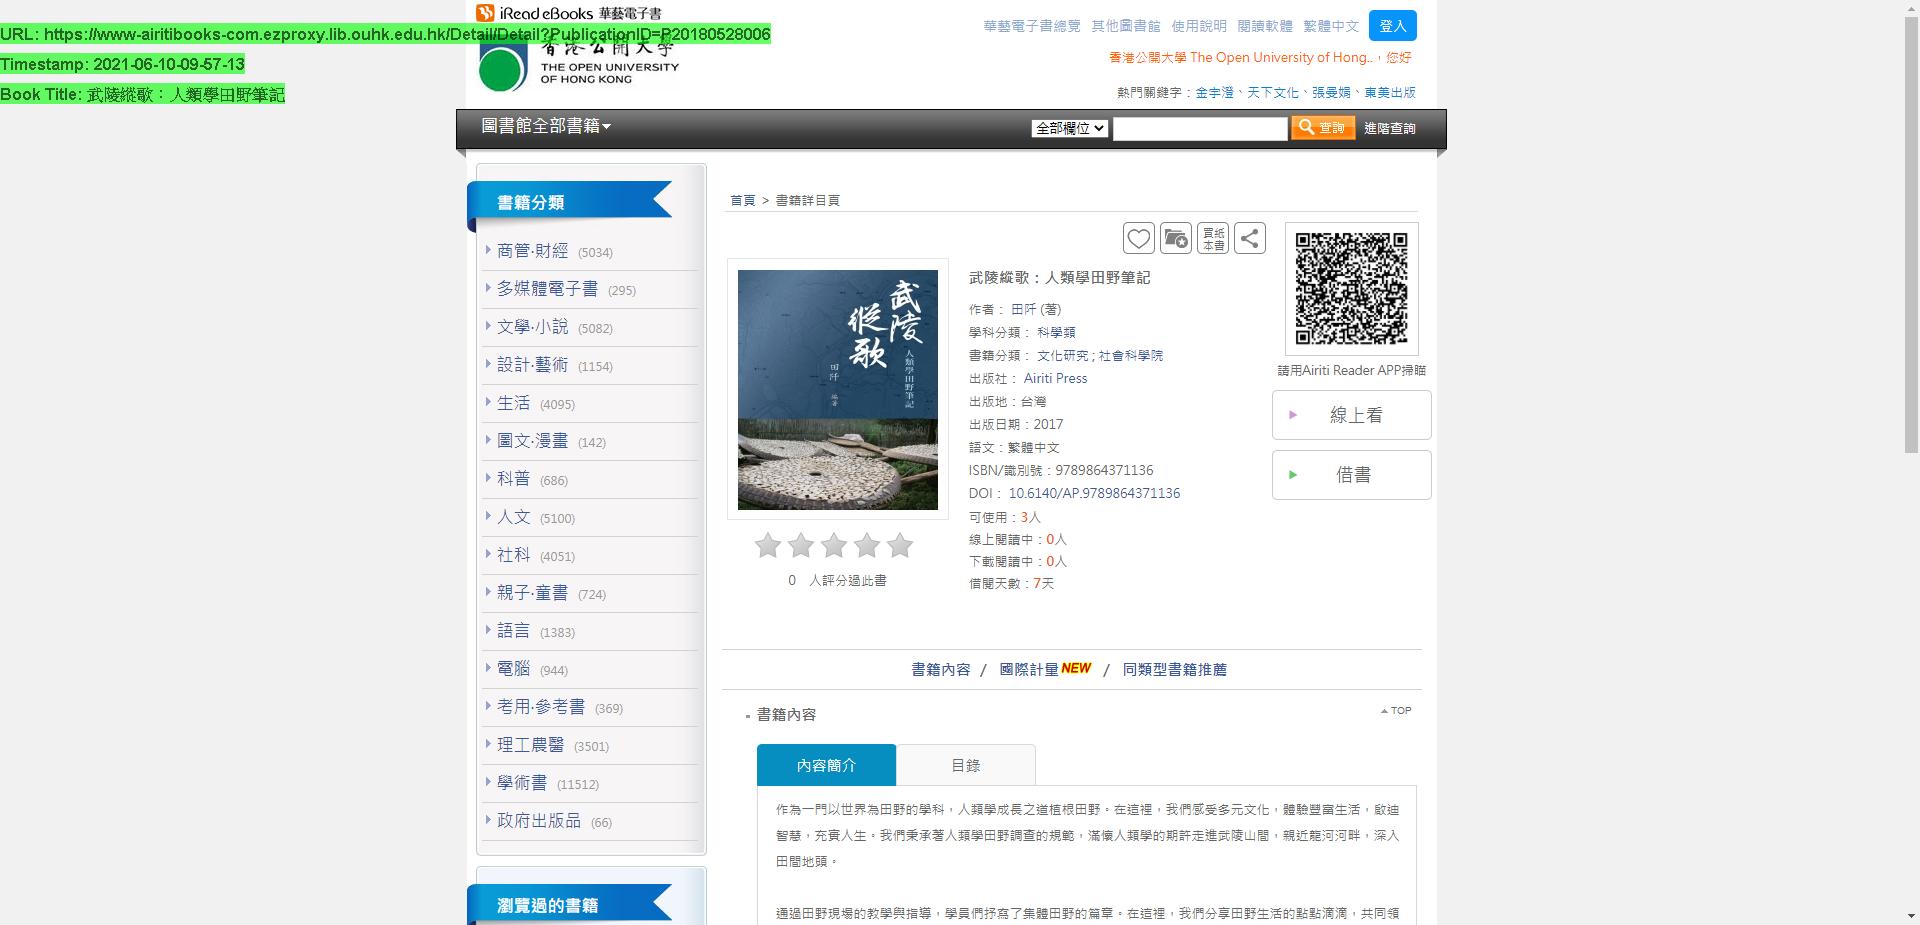 iRead eBooks 華藝電子書
URL: https://www-airitibooks-com.ezproxy.lib.ouhk.edu.hk/Detail/Detail?PublicationID=P20180528006
香港公開大學
THE OPEN UNIVERSITY
OF HONG KONG
Timestamp: 2021-06-10-09-57-13
Book Title: 武陵縱歌：人類學田野筆記
華藝電子書總覽 其他圖書館 使用說明 閱讀軟體 繁體中文 登入
香港公開大學 The Open University of Hong..，您好
熱門關鍵字：金宇澄、天下文化、張曼娟、東美出版
圖書館全部書籍
全部欄位 查詢 進階查詢
書籍分類
商管‧財經 (5034)
多媒體電子書 (295)
文學‧小說 (5082)
設計‧藝術 (1154)
生活 (4095)
圖文‧漫畫 (142)
科普 (686)
人文 (5100)
社科 (4051)
親子‧童書 (724)
語言 (1383)
電腦 (944)
考用‧參考書 (369)
理工農醫 (3501)
學術書 (11512)
政府出版品 (66)
瀏覽過的書籍
首頁 > 書籍詳目頁
買紙
本書
武陵
縱歌
人類學田野筆記
田阡 編著
0 人評分過此書
武陵縱歌：人類學田野筆記
作者： 田阡 (著)
學科分類： 科學類
書籍分類： 文化研究 ; 社會科學院
出版社： Airiti Press
出版地：台灣
出版日期：2017
語文：繁體中文
ISBN/識別號：9789864371136
DOI： 10.6140/AP.9789864371136
可使用：3人
線上閱讀中：0人
下載閱讀中：0人
借閱天數：7天
請用Airiti Reader APP掃瞄
線上看
借書
書籍內容 / 國際計量NEW / 同類型書籍推薦
書籍內容
TOP
內容簡介 目錄
作為一門以世界為田野的學科，人類學成長之道植根田野。在這裡，我們感受多元文化，體驗豐富生活，啟迪
智慧，充實人生。我們秉承著人類學田野調查的規範，滿懷人類學的期許走進武陵山間，親近龍河河畔，深入
田間地頭。
通過田野現場的教學與指導，學員們抒寫了集體田野的篇章。在這裡，我們分享田野生活的點點滴滴，共同領